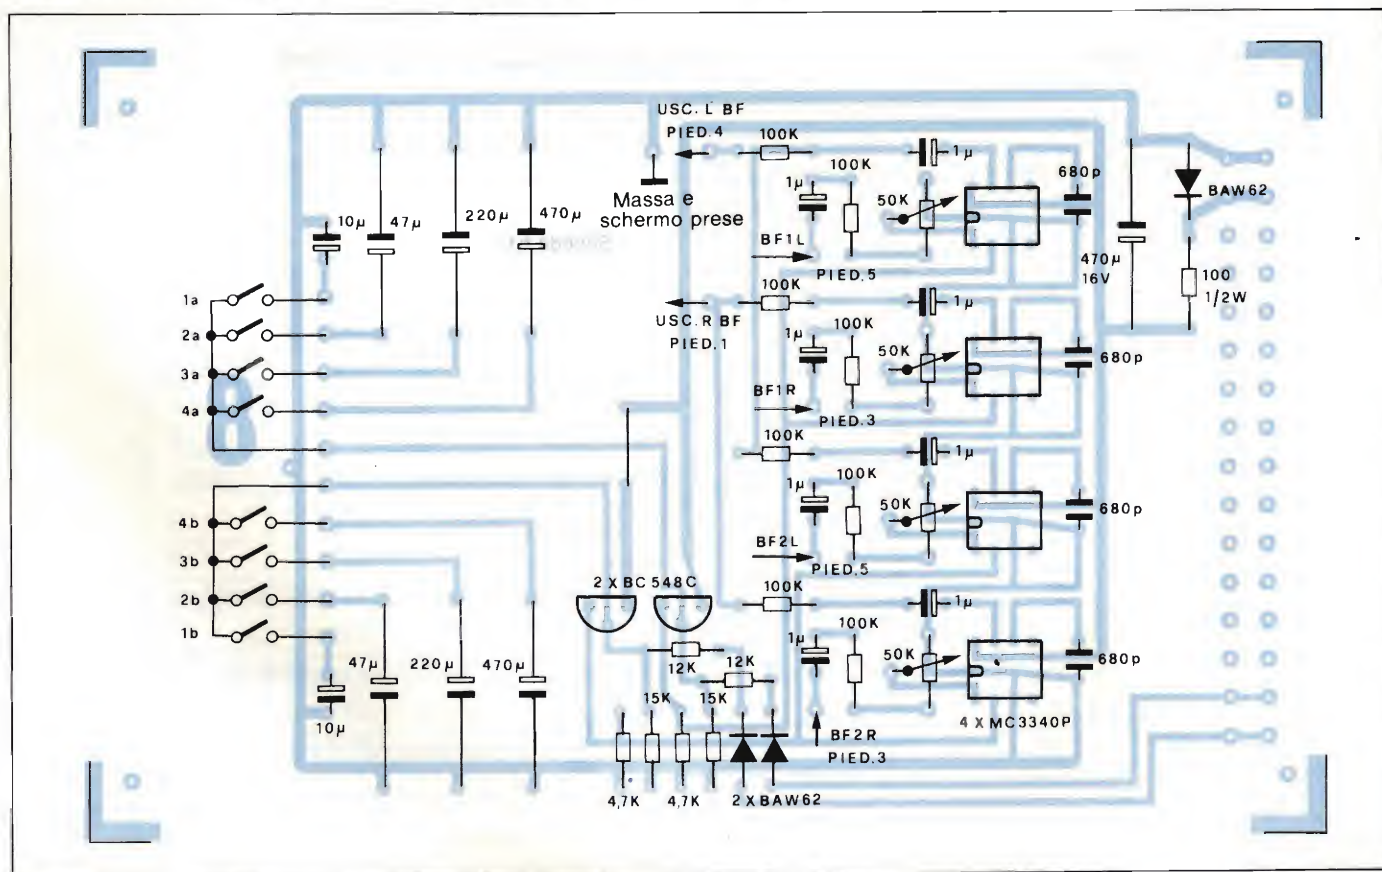 USC. L BF
PIED.4
100K
1µ
100K
680p
1µ
BAW62
50K
Massa e
schermo prese
10µ
47µ
220µ
470µ
BF1L
PIED.5
470µ
16V
100
1/2W
1a
2a
3a
4a
USC. R BF
PIED.1
100K
1µ
100K
1µ
50K
680p
BF1R
PIED.3
100K
1µ
100K
1µ
50K
680p
4b
3b
2b
1b
BF2L
PIED.5
2 X BC 548C
100K
1µ
100K
1µ
50K
680p
12K
12K
47µ
220µ
470µ
10µ
15K
15K
4 X MC3340P
BF2R
PIED.3
4,7K
4,7K
2 X BAW62